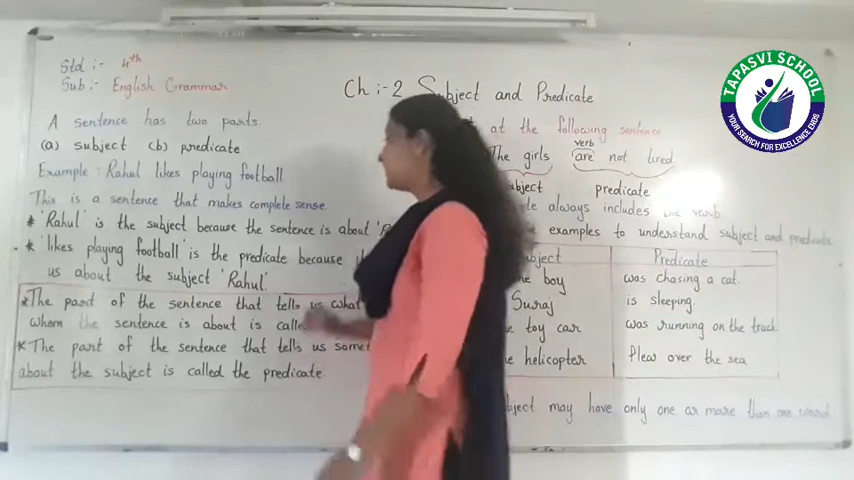 Std :- 4th
Sub :- English Grammar
Ch :- 2 Subject and Predicate
A sentence has two parts.
(a) subject (b) predicate
Example : Rahul likes playing football
This is a sentence that makes complete sense.
* 'Rahul' is the subject because the sentence is about
* 'likes playing football' is the predicate because
us about the subject 'Rahul'.
* The part of the sentence that tells us what
whom the sentence is about is
* The part of the sentence that tells us
about the subject is called the predicate.
at the following sentence
verb
The girls are not tired
predicate
always includes verb
examples to understand subject and predicate
Predicate
boy was chasing a cat.
Suraj is sleeping.
toy car was running on the track
helicopter flew over the sea
may have only one or more than one word
TAPASVI SCHOOL
YOUR SEARCH FOR EXCELLENCE ENDS